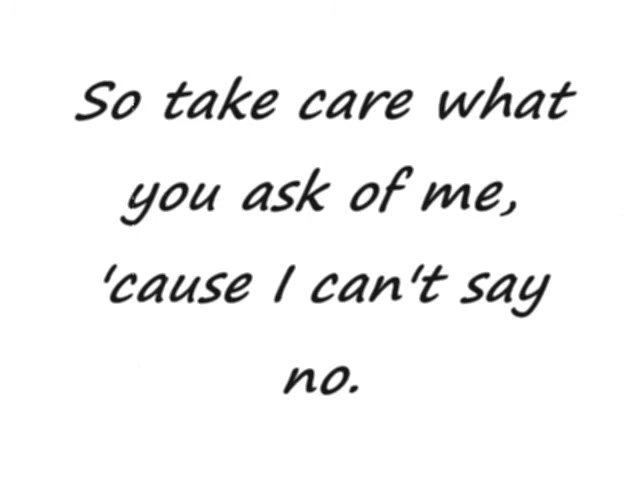 So take care what
you ask of me,
'cause I can't say
no.